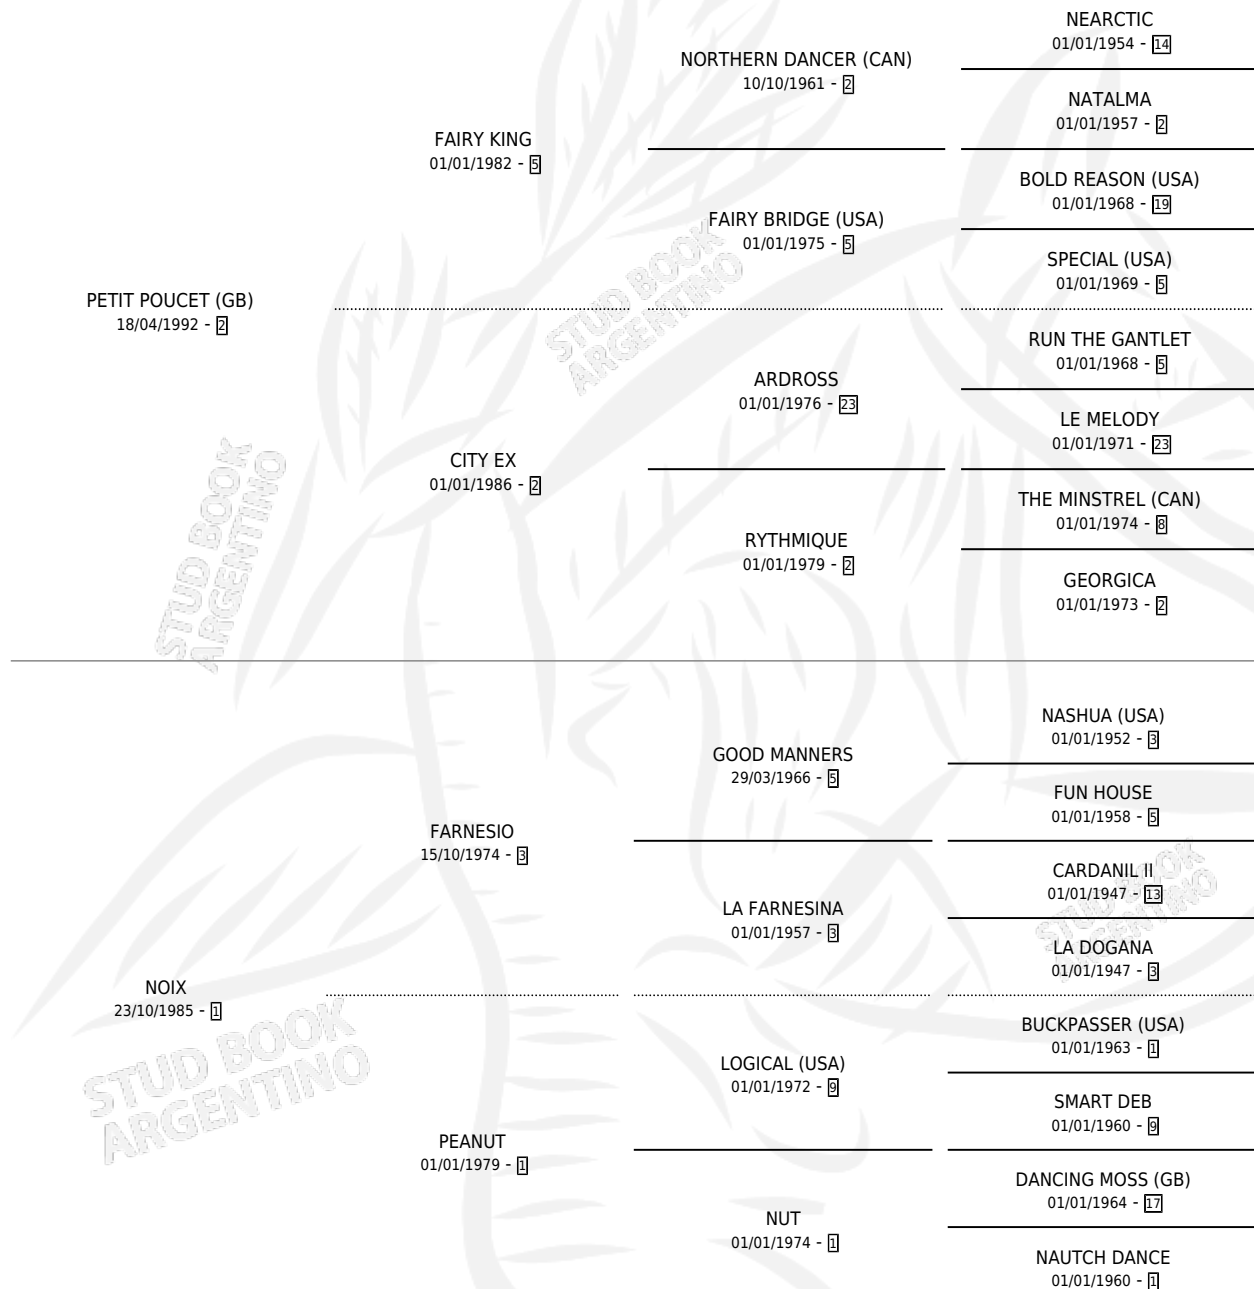 PETIT POUCET (GB)
18/04/1992 - 2
FAIRY KING
01/01/1982 - 5
CITY EX
01/01/1986 - 2
NORTHERN DANCER (CAN)
10/10/1961 - 2
FAIRY BRIDGE (USA)
01/01/1975 - 5
ARDROSS
01/01/1976 - 23
RYTHMIQUE
01/01/1979 - 2
NEARCTIC
01/01/1954 - 14
NATALMA
01/01/1957 - 2
BOLD REASON (USA)
01/01/1968 - 19
SPECIAL (USA)
01/01/1969 - 5
RUN THE GANTLET
01/01/1968 - 5
LE MELODY
01/01/1971 - 23
THE MINSTREL (CAN)
01/01/1974 - 8
GEORGICA
01/01/1973 - 2
NOIX
23/10/1985 - 1
FARNESIO
15/10/1974 - 3
PEANUT
01/01/1979 - 1
GOOD MANNERS
29/03/1966 - 5
LA FARNESINA
01/01/1957 - 3
LOGICAL (USA)
01/01/1972 - 9
NUT
01/01/1974 - 1
NASHUA (USA)
01/01/1952 - 3
FUN HOUSE
01/01/1958 - 5
CARDANIL II
01/01/1947 - 13
LA DOGANA
01/01/1947 - 3
BUCKPASSER (USA)
01/01/1963 - 1
SMART DEB
01/01/1960 - 9
DANCING MOSS (GB)
01/01/1964 - 17
NAUTCH DANCE
01/01/1960 - 1
STUD BOOK
ARGENTINO
STUD BOOK
ARGENTINO
STUD BOOK
ARGENTINO
STUD BOOK
ARGENTINO